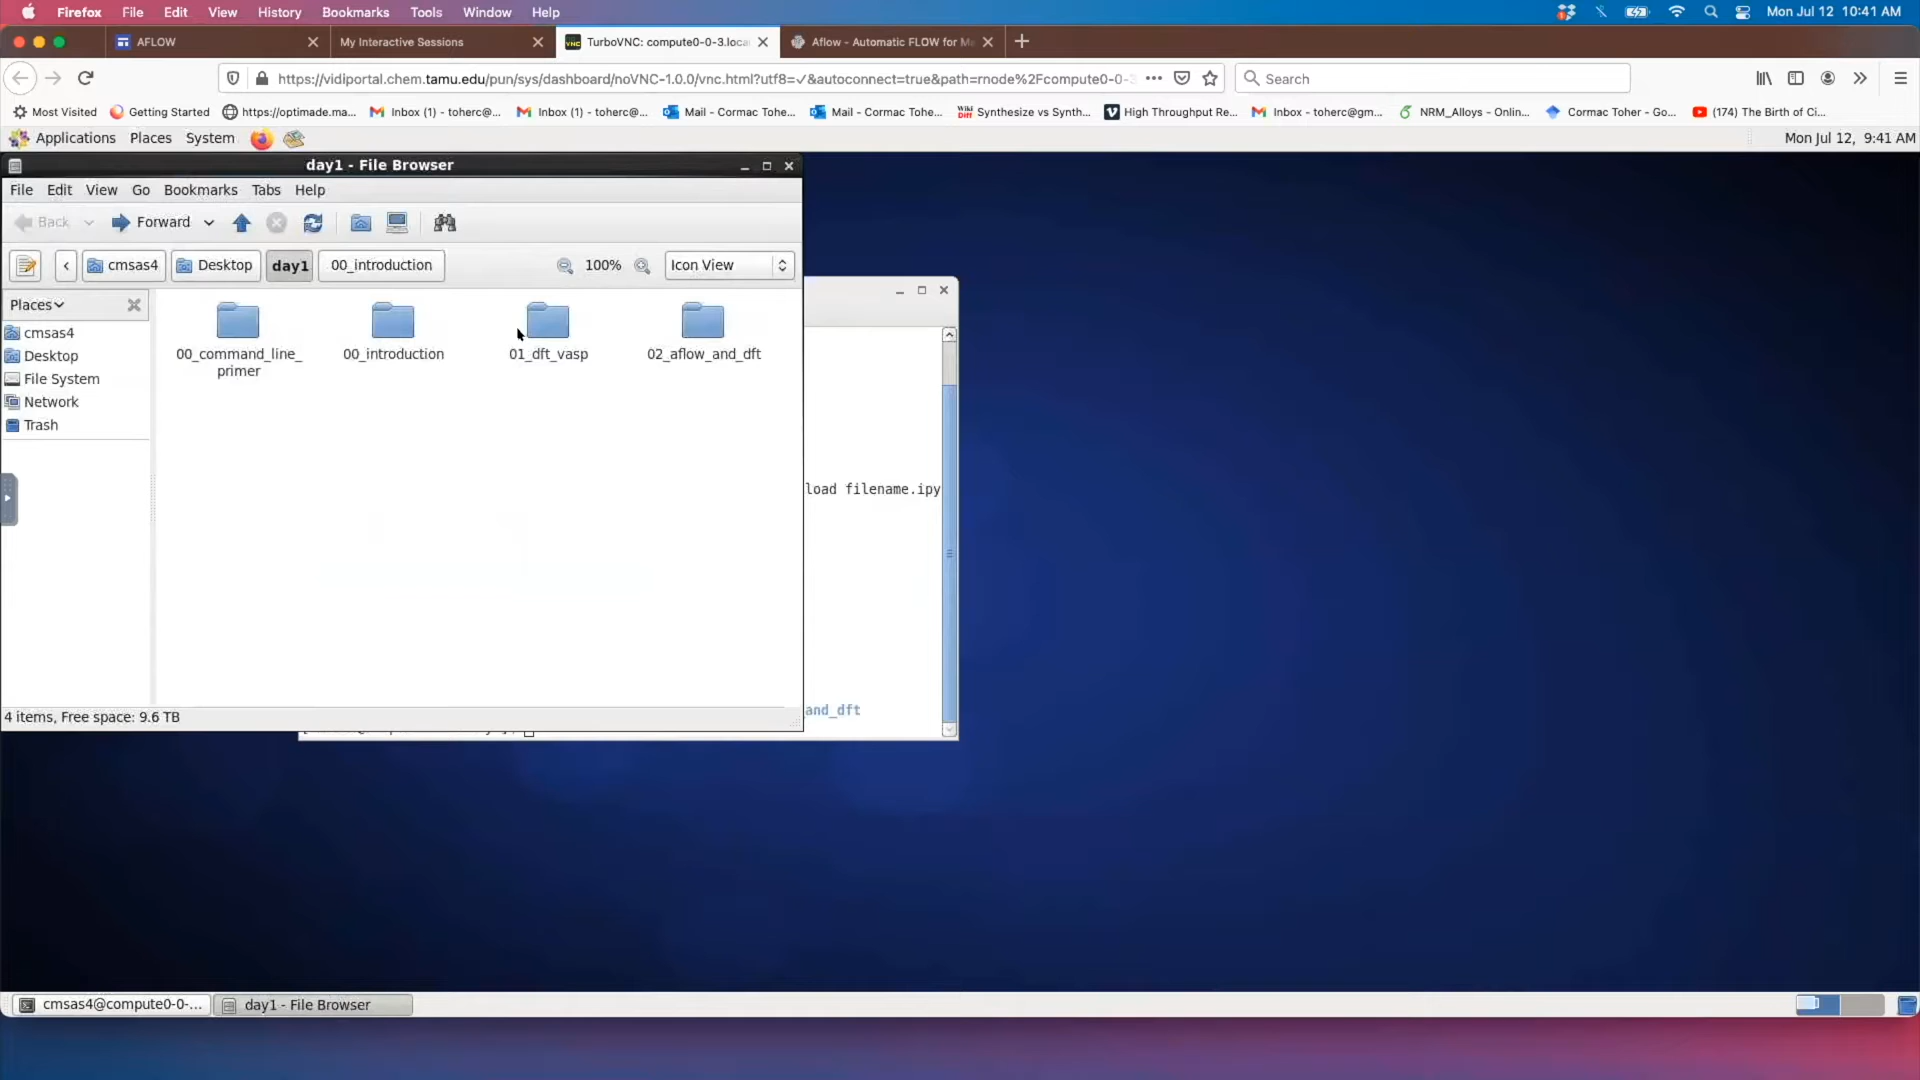 Firefox File Edit View History Bookmarks Tools Window Help Mon Jul 12 10:41 AM
AFLOW My Interactive Sessions TurboVNC: compute0-0-3.loca Aflow - Automatic FLOW for Ma
https://vidiportal.chem.tamu.edu/pun/sys/dashboard/noVNC-1.0.0/vnc.html?utf8=✓&autoconnect=true&path=rnode%2Fcompute0-0-3 Search
Most Visited Getting Started https://optimade.ma... Inbox (1) - toherc@... Inbox (1) - toherc@... Mail - Cormac Tohe... Mail - Cormac Tohe... Synthesize vs Synth... High Throughput Re... Inbox - toherc@gm... NRM_Alloys - Onlin... Cormac Toher - Go... (174) The Birth of Ci...
Applications Places System Mon Jul 12, 9:41 AM
day1 - File Browser
File Edit View Go Bookmarks Tabs Help
Back Forward
cmsas4 Desktop day1 00_introduction 100% Icon View
Places
cmsas4
Desktop
File System
Network
Trash
00_command_line_
primer
00_introduction
01_dft_vasp
02_aflow_and_dft
load filename.ipy
and_dft
4 items, Free space: 9.6 TB
cmsas4@compute0-0-... day1 - File Browser